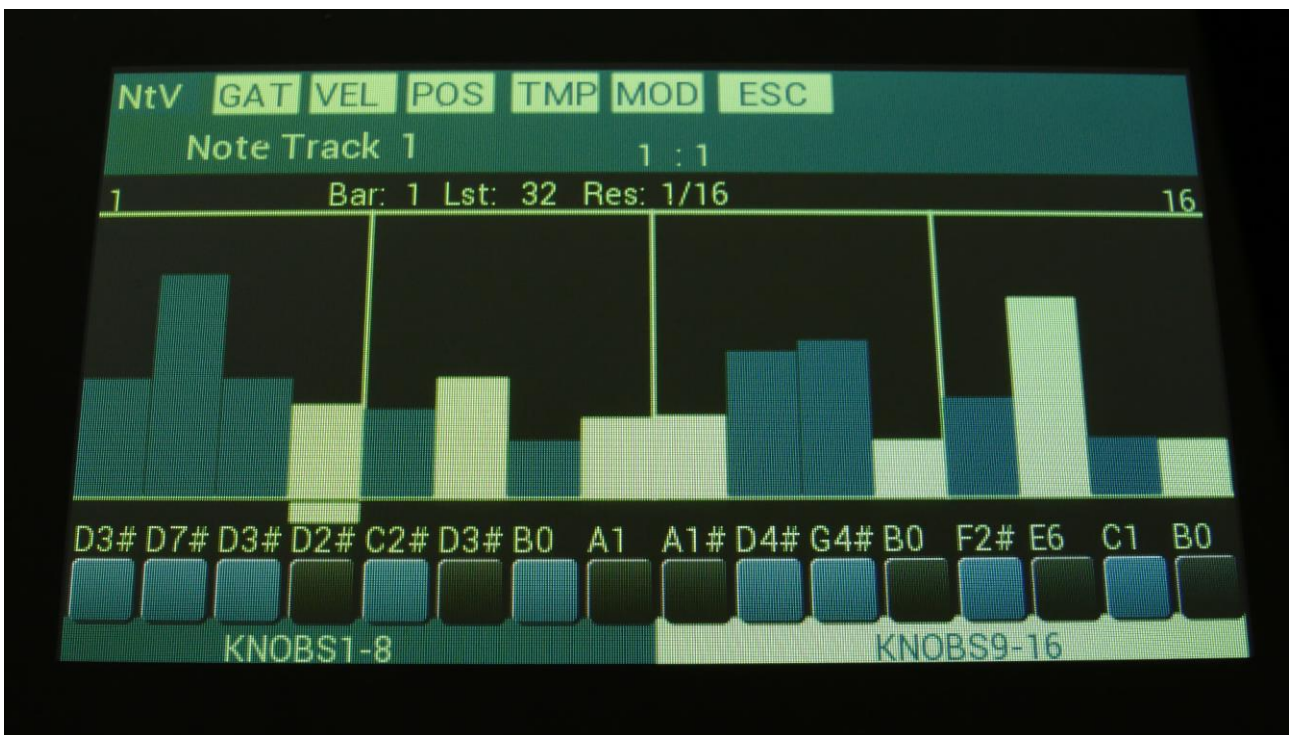 NtV GAT VEL POS TMP MOD ESC
Note Track 1 1 : 1
1 Bar: 1 Lst: 32 Res: 1/16 16
D3# D7# D3# D2# C2# D3# B0 A1 A1# D4# G4# B0 F2# E6 C1 B0
KNOBS1-8 KNOBS9-16